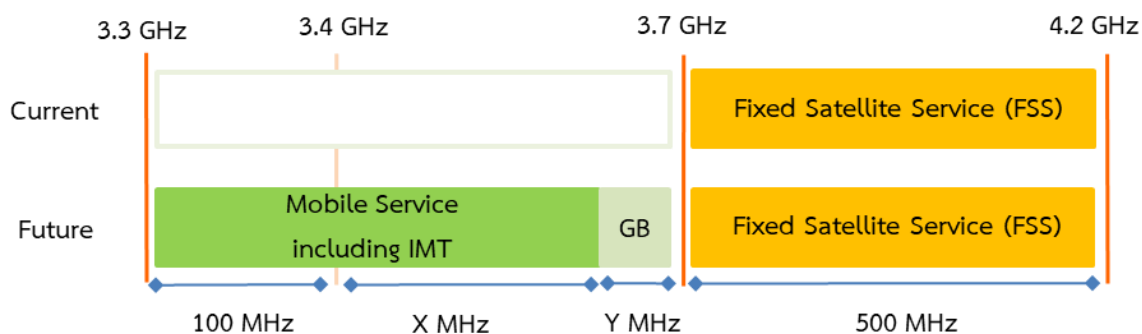 3.3 GHz 3.4 GHz 3.7 GHz 4.2 GHz
Current
Fixed Satellite Service (FSS)
Future
Mobile Service
including IMT
GB
Fixed Satellite Service (FSS)
100 MHz X MHz Y MHz 500 MHz